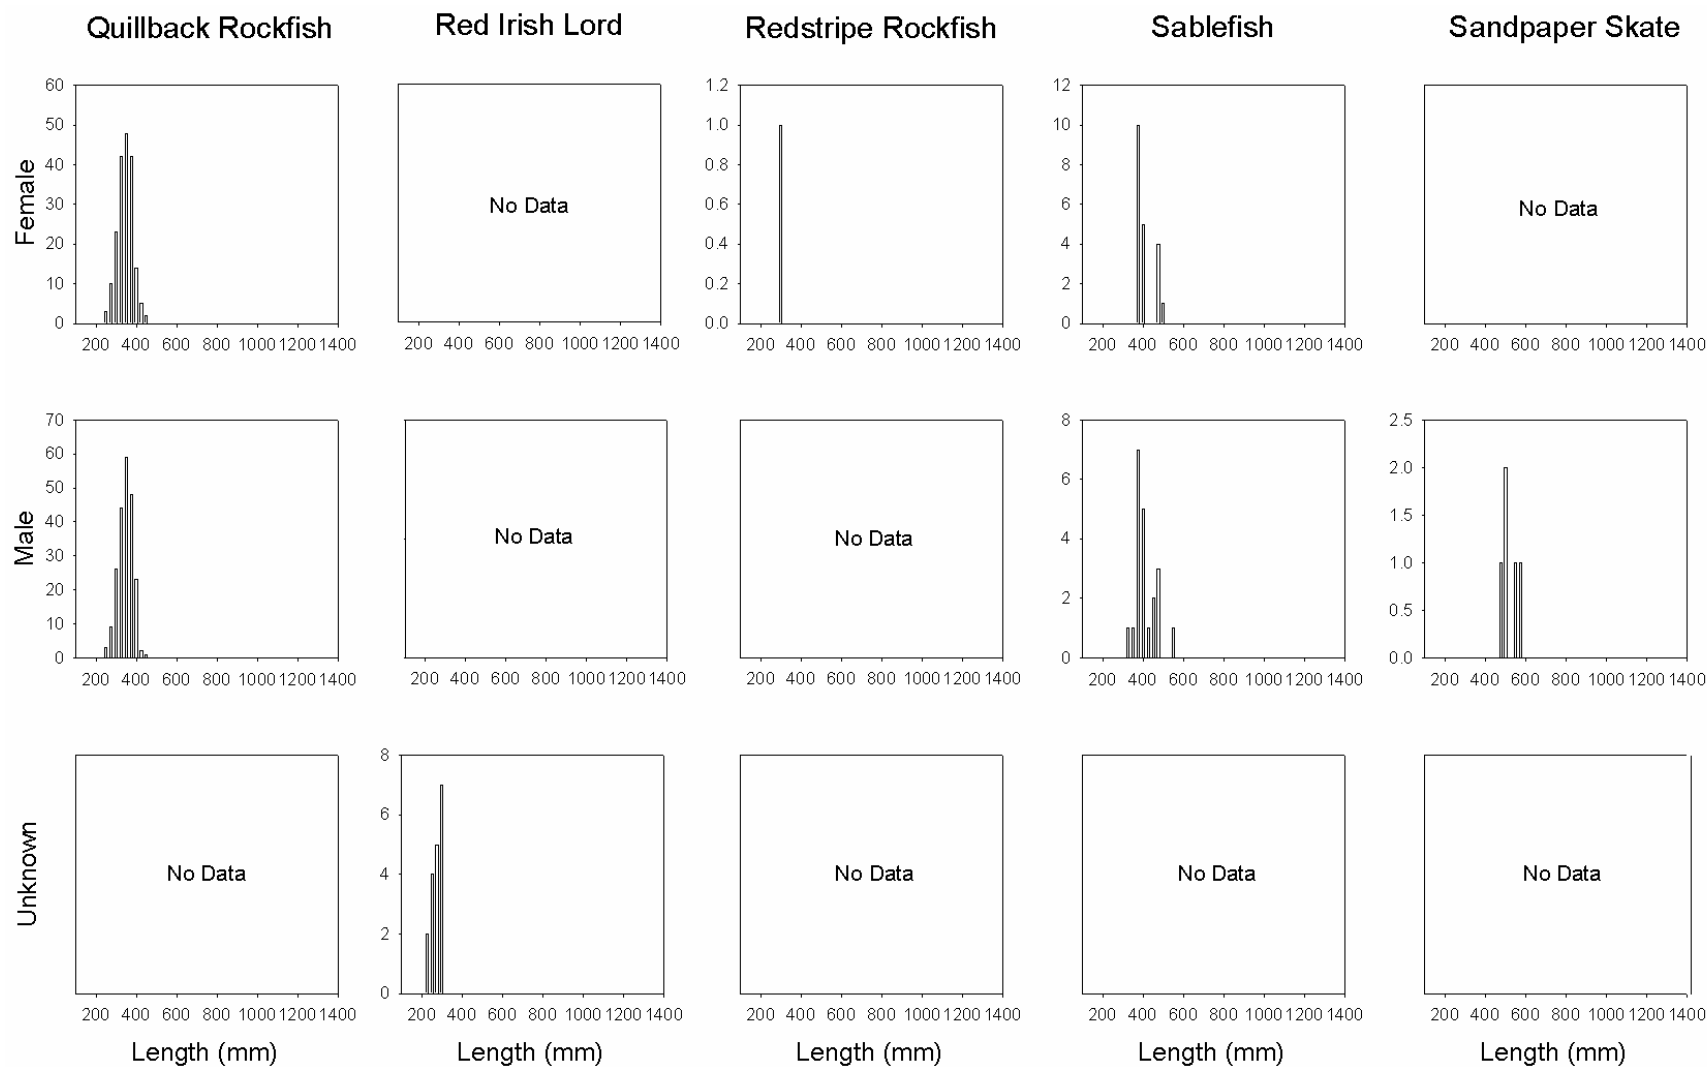 Quillback Rockfish Red Irish Lord Redstripe Rockfish Sablefish Sandpaper Skate
Female
60
50
40
30
20
10
0
200 400 600 800 1000 1200 1400
No Data
200 400 600 800 1000 1200 1400
1.2
1.0
0.8
0.6
0.4
0.2
0.0
200 400 600 800 1000 1200 1400
12
10
8
6
4
2
0
200 400 600 800 1000 1200 1400
No Data
200 400 600 800 1000 1200 1400
Male
70
60
50
40
30
20
10
0
200 400 600 800 1000 1200 1400
No Data
200 400 600 800 1000 1200 1400
No Data
200 400 600 800 1000 1200 1400
8
6
4
2
0
200 400 600 800 1000 1200 1400
2.5
2.0
1.5
1.0
0.5
0.0
200 400 600 800 1000 1200 1400
Unknown
No Data
200 400 600 800 1000 1200 1400
8
6
4
2
0
200 400 600 800 1000 1200 1400
No Data
200 400 600 800 1000 1200 1400
No Data
200 400 600 800 1000 1200 1400
No Data
200 400 600 800 1000 1200 1400
Length (mm) Length (mm) Length (mm) Length (mm) Length (mm)